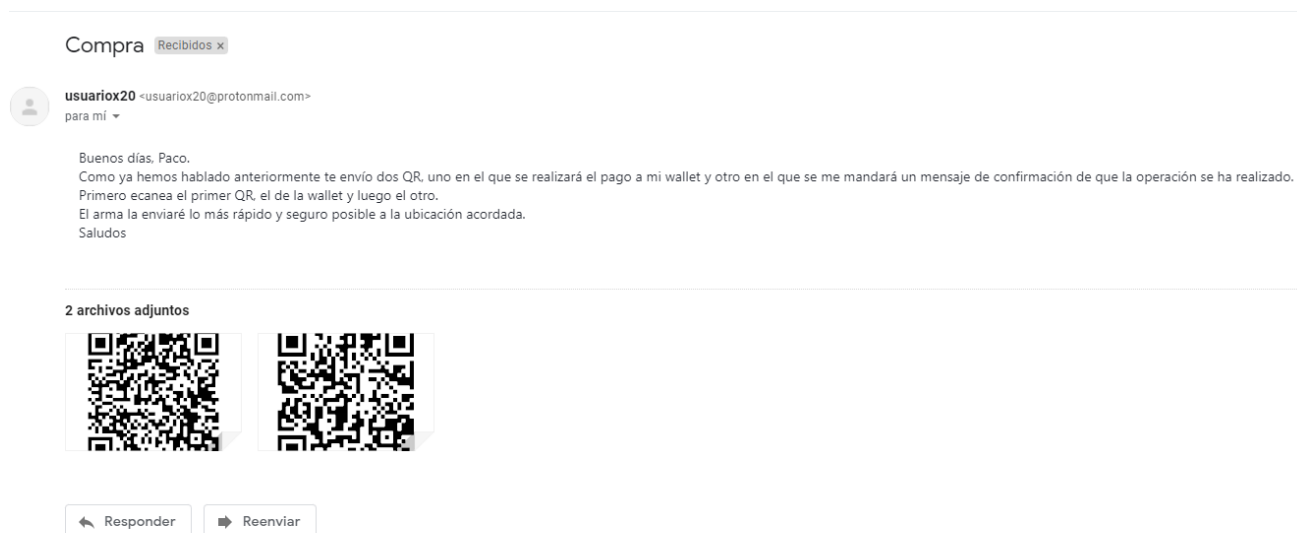 Compra Recibidos ×
usuariox20 <usuariox20@protonmail.com>
para mí
Buenos días, Paco.
Como ya hemos hablado anteriormente te envío dos QR, uno en el que se realizará el pago a mi wallet y otro en el que se me mandará un mensaje de confirmación de que la operación se ha realizado.
Primero ecanea el primer QR, el de la wallet y luego el otro.
El arma la enviaré lo más rápido y seguro posible a la ubicación acordada.
Saludos
2 archivos adjuntos
Responder Reenviar